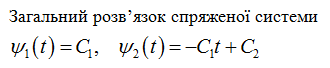 Загальний розв’язок спряженої системи
ψ₁(t) = C₁, ψ₂(t) = −C₁t + C₂